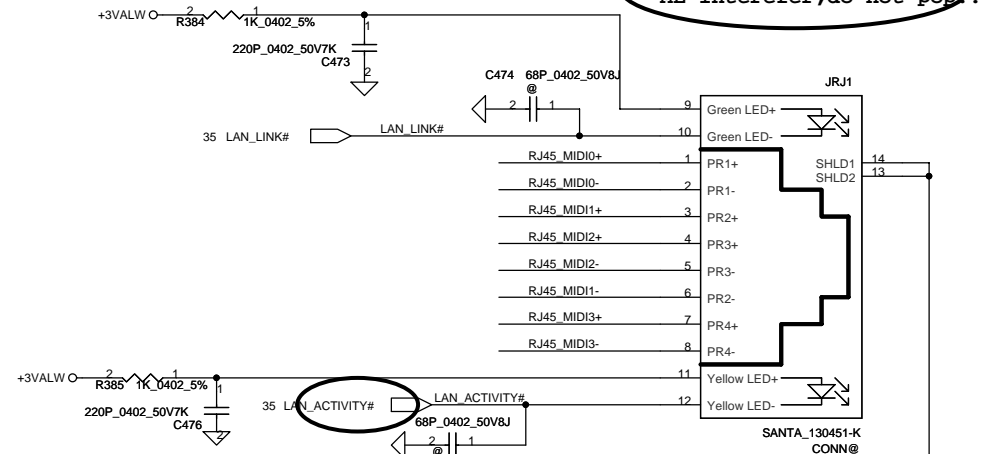 ME interefer,do not pop.
+3VALW
2
R384
1
1K_0402_5%
1
220P_0402_50V7K
C473
2
C474
68P_0402_50V8J
@
2
1
JRJ1
35 LAN_LINK#
LAN_LINK#
9
Green LED+
10
Green LED-
RJ45_MIDI0+
1
PR1+
SHLD1
14
SHLD2
13
RJ45_MIDI0-
2
PR1-
RJ45_MIDI1+
3
PR2+
RJ45_MIDI2+
4
PR3+
RJ45_MIDI2-
5
PR3-
RJ45_MIDI1-
6
PR2-
RJ45_MIDI3+
7
PR4+
RJ45_MIDI3-
8
PR4-
+3VALW
2
R385
1
1K_0402_5%
11
Yellow LED+
1
220P_0402_50V7K
C476
2
35 LAN_ACTIVITY#
LAN_ACTIVITY#
12
Yellow LED-
68P_0402_50V8J
2
1
@
SANTA_130451-K
CONN@